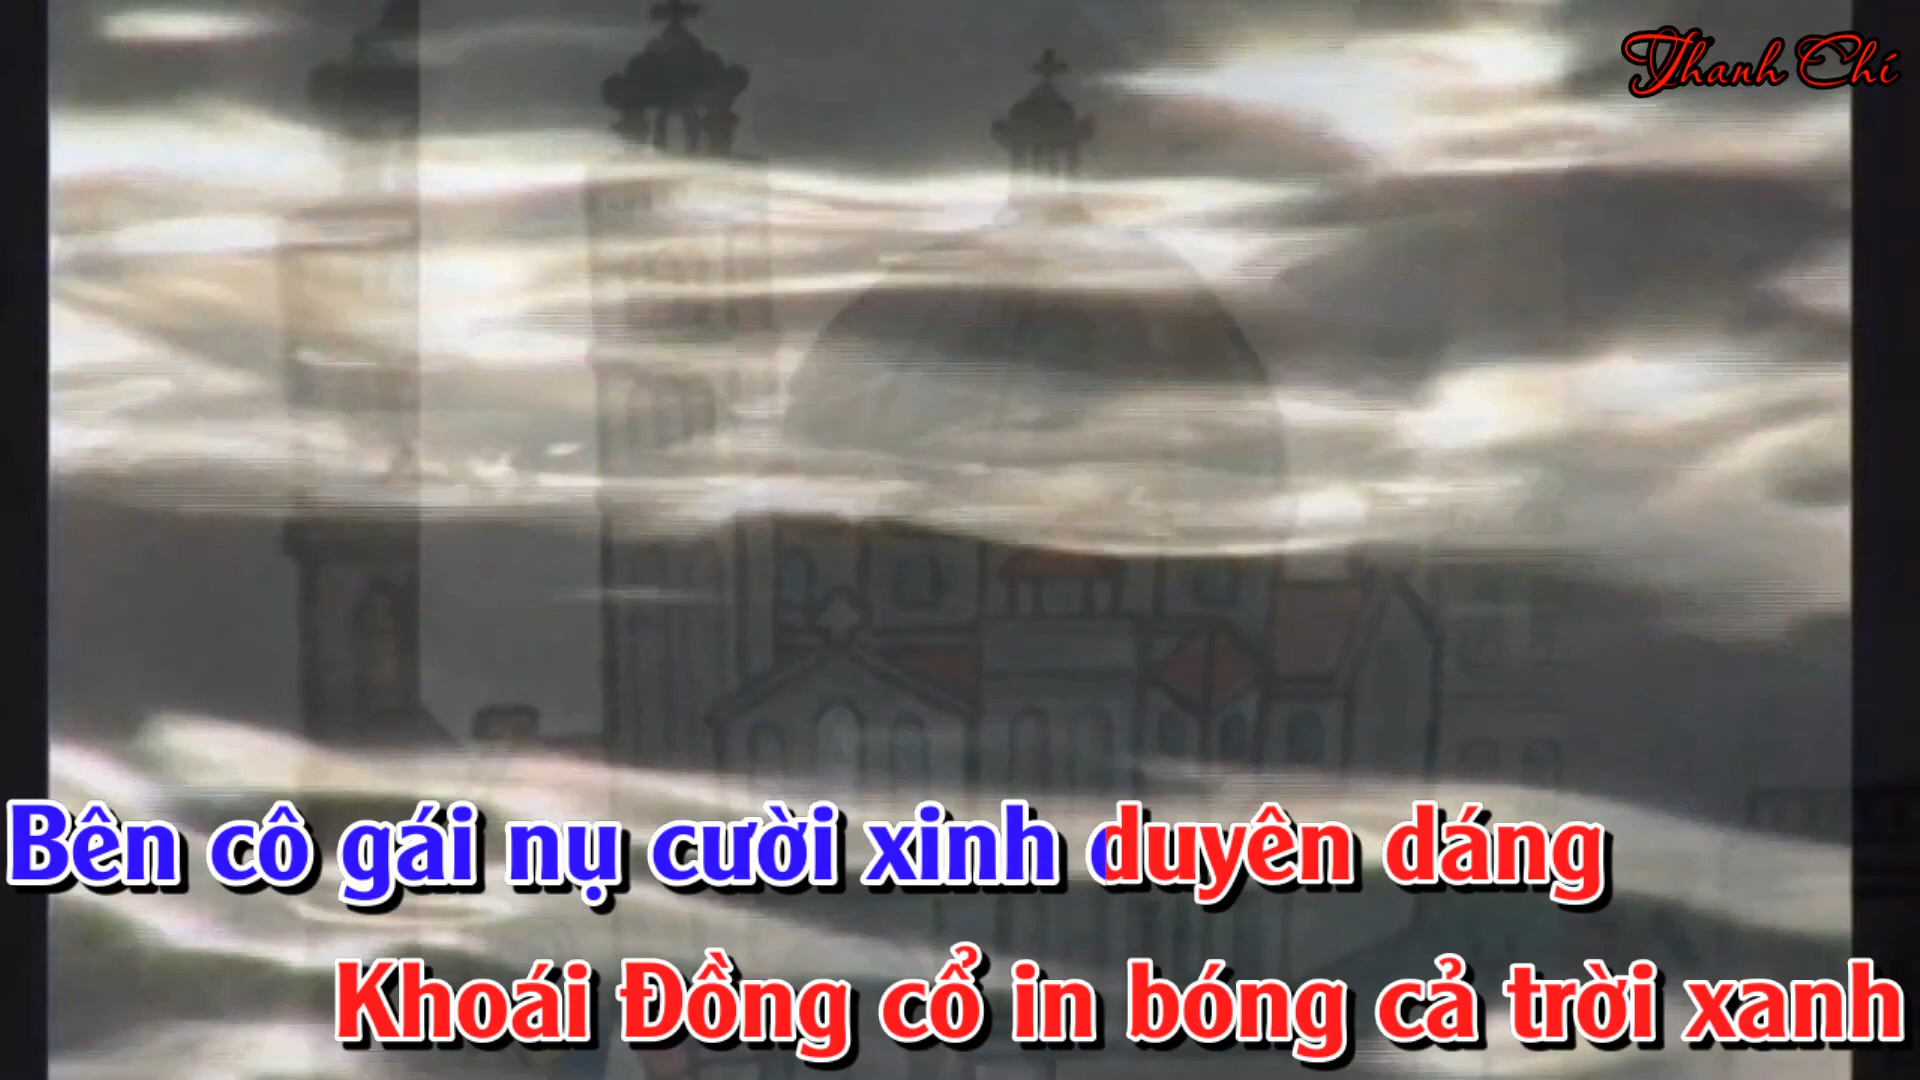 Thanh Chí
Bên cô gái nụ cười xinh duyên dáng
Khoái Đồng cổ in bóng cả trời xanh